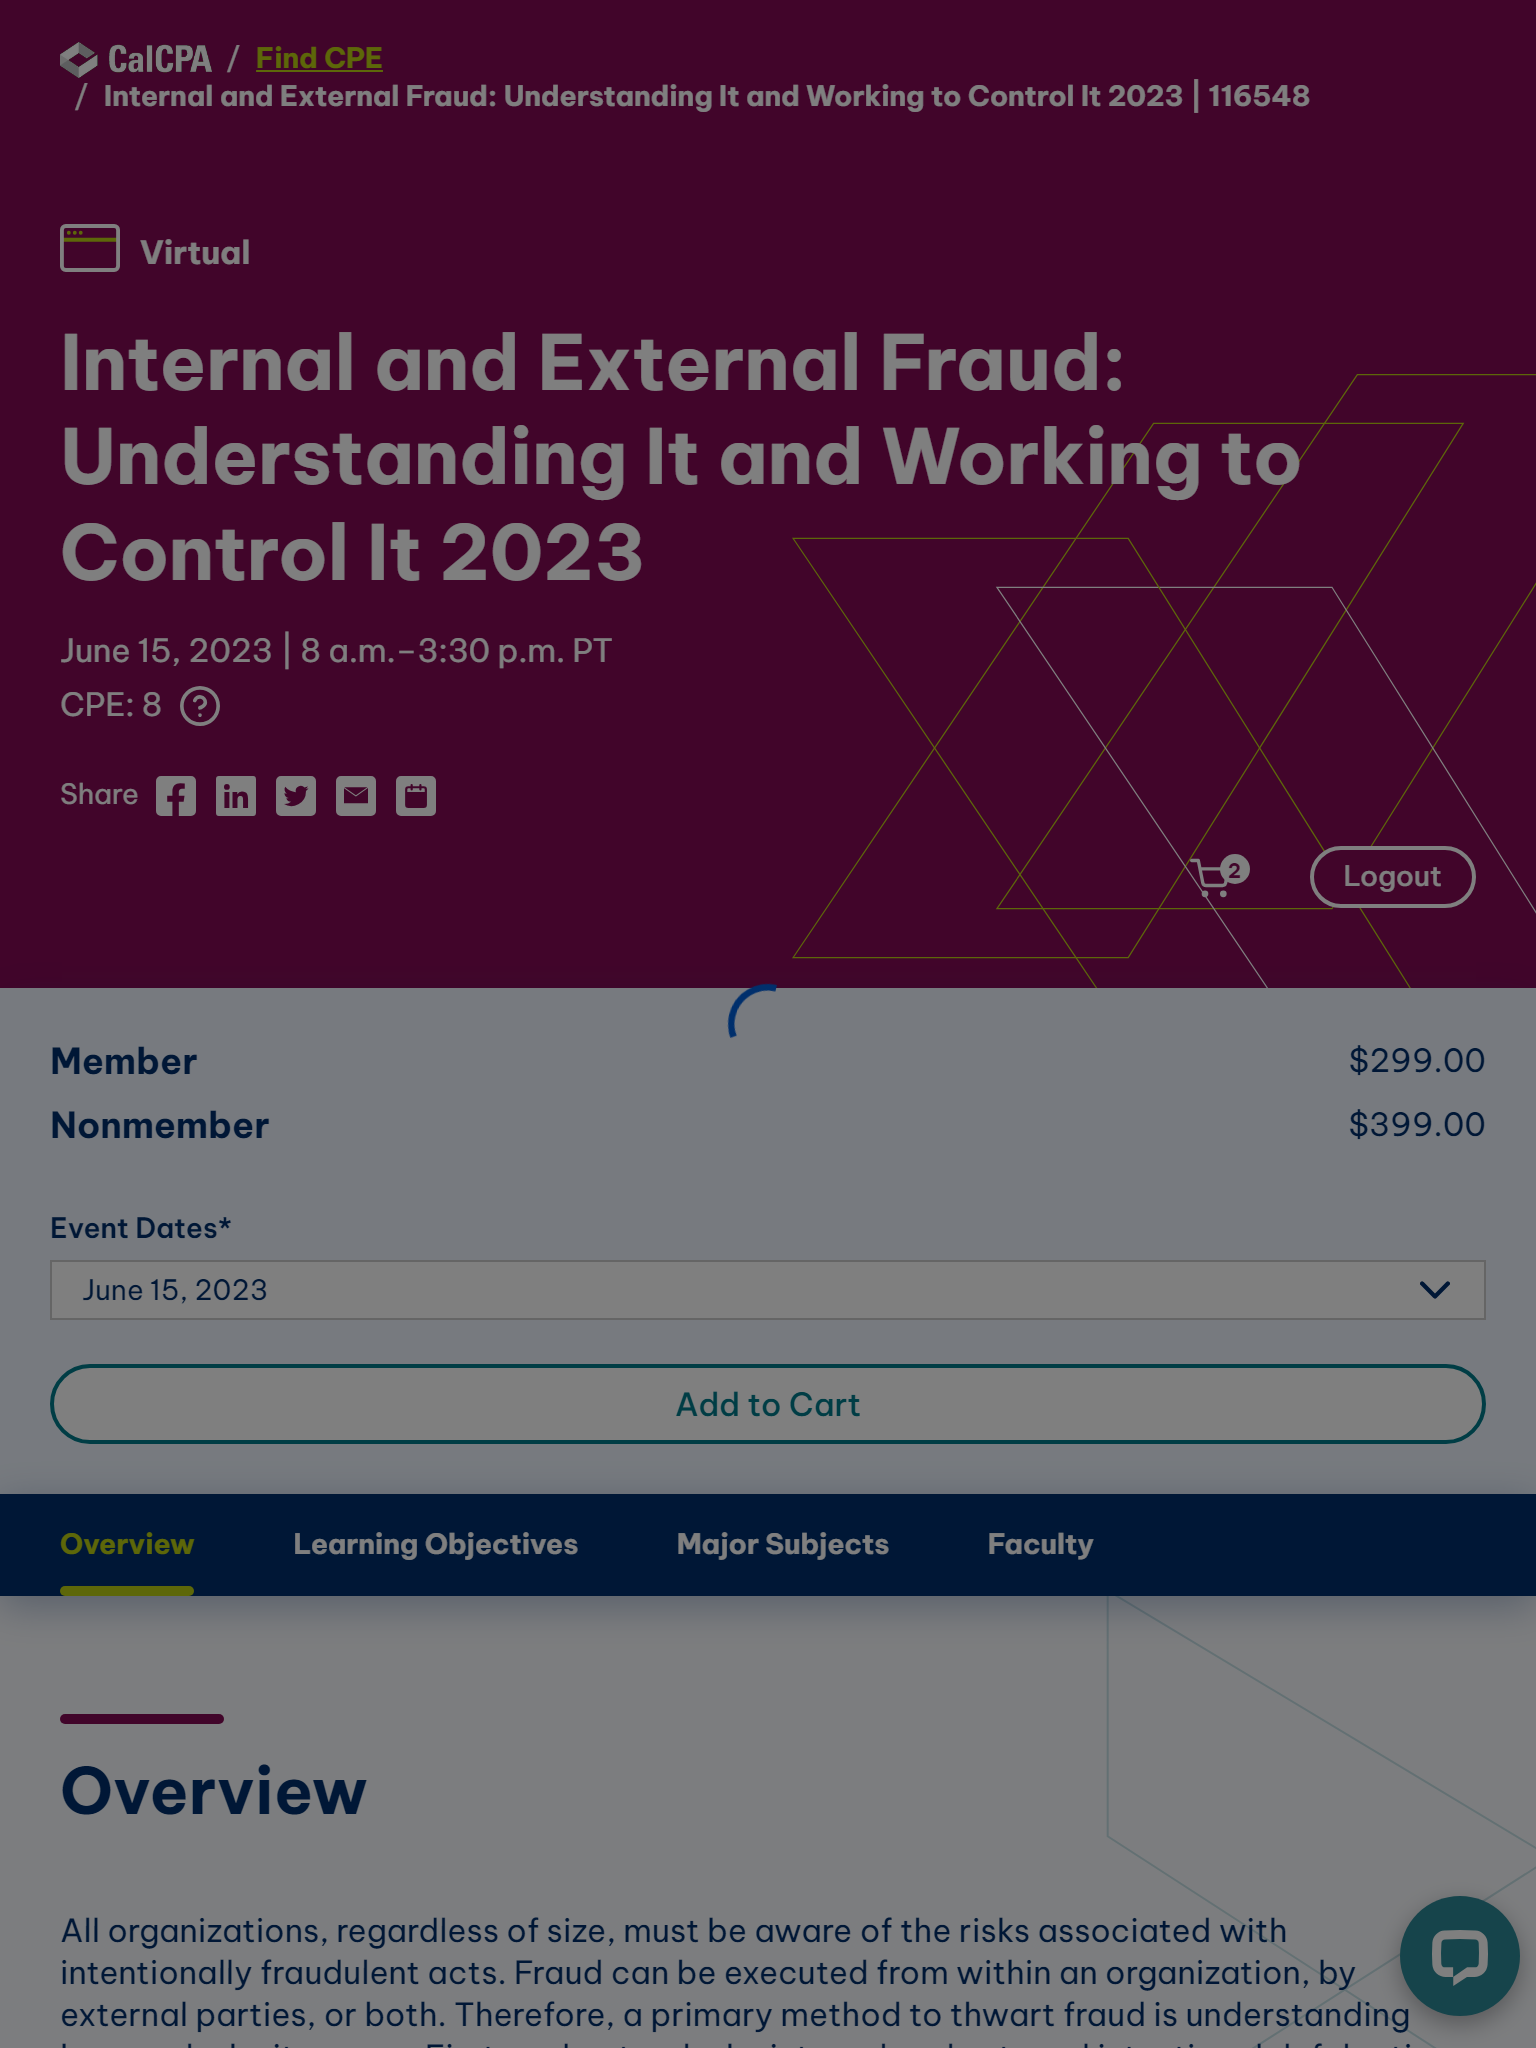 CalCPA / Find CPE
/ Internal and External Fraud: Understanding It and Working to Control It 2023 | 116548
Virtual
Internal and External Fraud:
Understanding It and Working to
Control It 2023
June 15, 2023 | 8 a.m.–3:30 p.m. PT
CPE: 8 ?
Share
2
Logout
Member $299.00
Nonmember $399.00
Event Dates*
June 15, 2023
Add to Cart
Overview Learning Objectives Major Subjects Faculty
Overview
All organizations, regardless of size, must be aware of the risks associated with
intentionally fraudulent acts. Fraud can be executed from within an organization, by
external parties, or both. Therefore, a primary method to thwart fraud is understanding